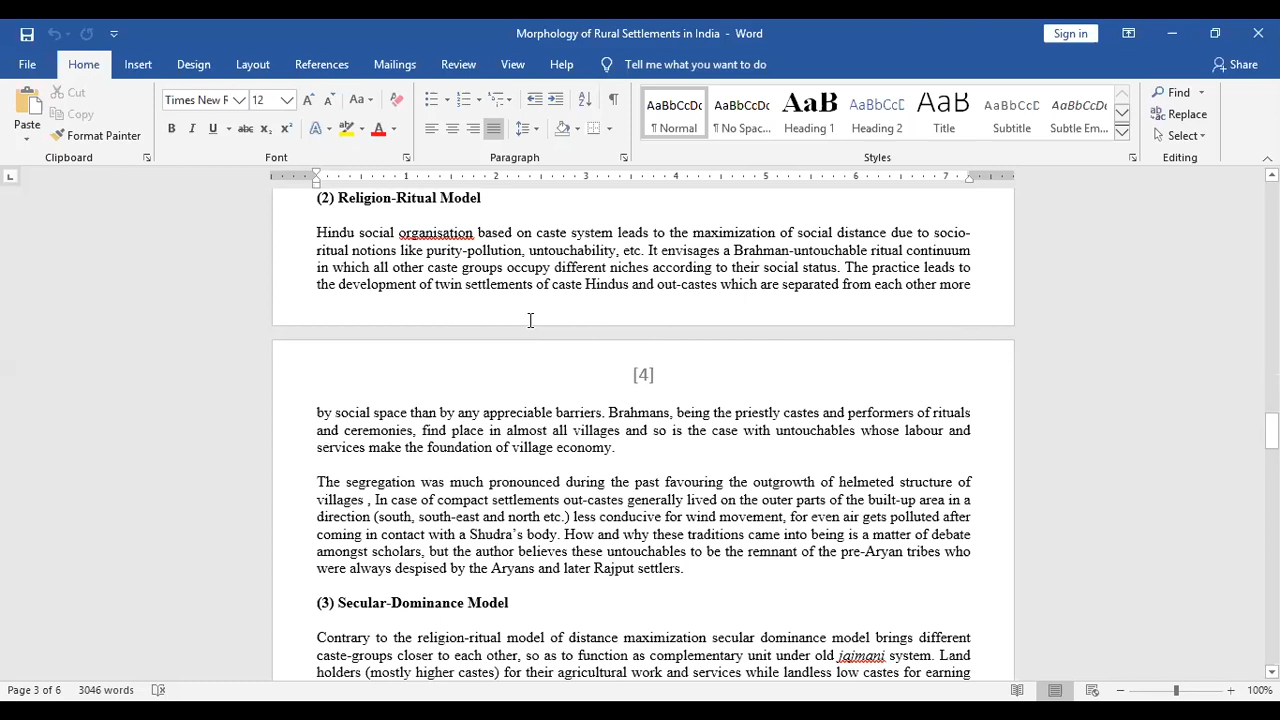 Morphology of Rural Settlements in India - Word
Sign in
File Home Insert Design Layout References Mailings Review View Help Tell me what you want to do Share
Paste
Cut
Copy
Format Painter
Clipboard
Times New R 12
Aa
B I U abc x₂ x² A A
Font
Paragraph
AaBbCcDc ¶ Normal
AaBbCcDc ¶ No Spac...
AaB Heading 1
AaBbCcD Heading 2
AaB Title
AaBbCcD Subtitle
AaBbCcDc Subtle Em...
Styles
Find
Replace
Select
Editing
1 2 3 4 5 6 7
(2) Religion-Ritual Model
Hindu social organisation based on caste system leads to the maximization of social distance due to socio-
ritual notions like purity-pollution, untouchability, etc. It envisages a Brahman-untouchable ritual continuum
in which all other caste groups occupy different niches according to their social status. The practice leads to
the development of twin settlements of caste Hindus and out-castes which are separated from each other more
[4]
by social space than by any appreciable barriers. Brahmans, being the priestly castes and performers of rituals
and ceremonies, find place in almost all villages and so is the case with untouchables whose labour and
services make the foundation of village economy.
The segregation was much pronounced during the past favouring the outgrowth of helmeted structure of
villages , In case of compact settlements out-castes generally lived on the outer parts of the built-up area in a
direction (south, south-east and north etc.) less conducive for wind movement, for even air gets polluted after
coming in contact with a Shudra's body. How and why these traditions came into being is a matter of debate
amongst scholars, but the author believes these untouchables to be the remnant of the pre-Aryan tribes who
were always despised by the Aryans and later Rajput settlers.
(3) Secular-Dominance Model
Contrary to the religion-ritual model of distance maximization secular dominance model brings different
caste-groups closer to each other, so as to function as complementary unit under old jajmani system. Land
holders (mostly higher castes) for their agricultural work and services while landless low castes for earning
Page 3 of 6 3046 words 100%